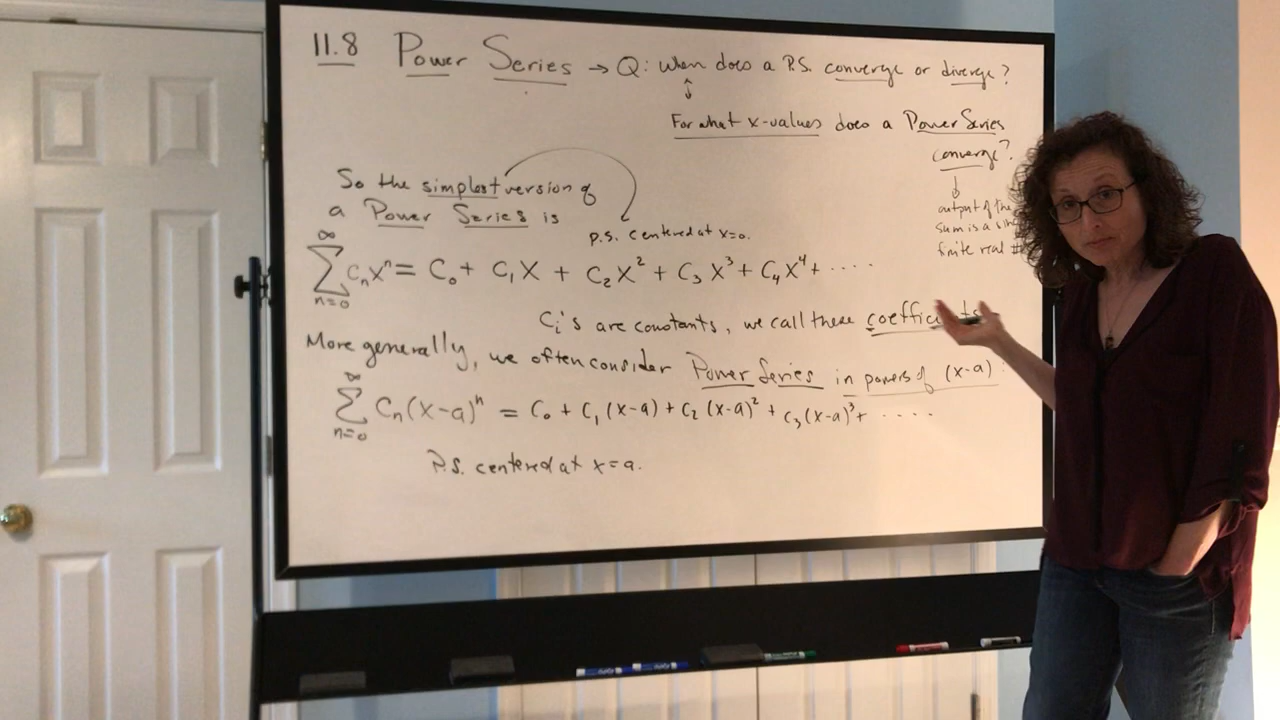 11.8 Power Series → Q: When does a P.S. converge or diverge?
For what x-values does a Power Series
converge?
output of the
sum is a
finite real #
So the simplest version of
a Power Series is
P.S. centered at x=0.
∞
∑ Cₙxⁿ = C₀ + C₁X + C₂X² + C₃X³ + C₄X⁴ + ....
n=0
Cᵢ's are constants, we call these
More generally, we often consider Power Series in powers of (x-a)
∞
∑ Cₙ(x-a)ⁿ = C₀ + C₁(x-a) + C₂(x-a)² + C₃(x-a)³ + ....
n=0
P.S. centered at x=a.